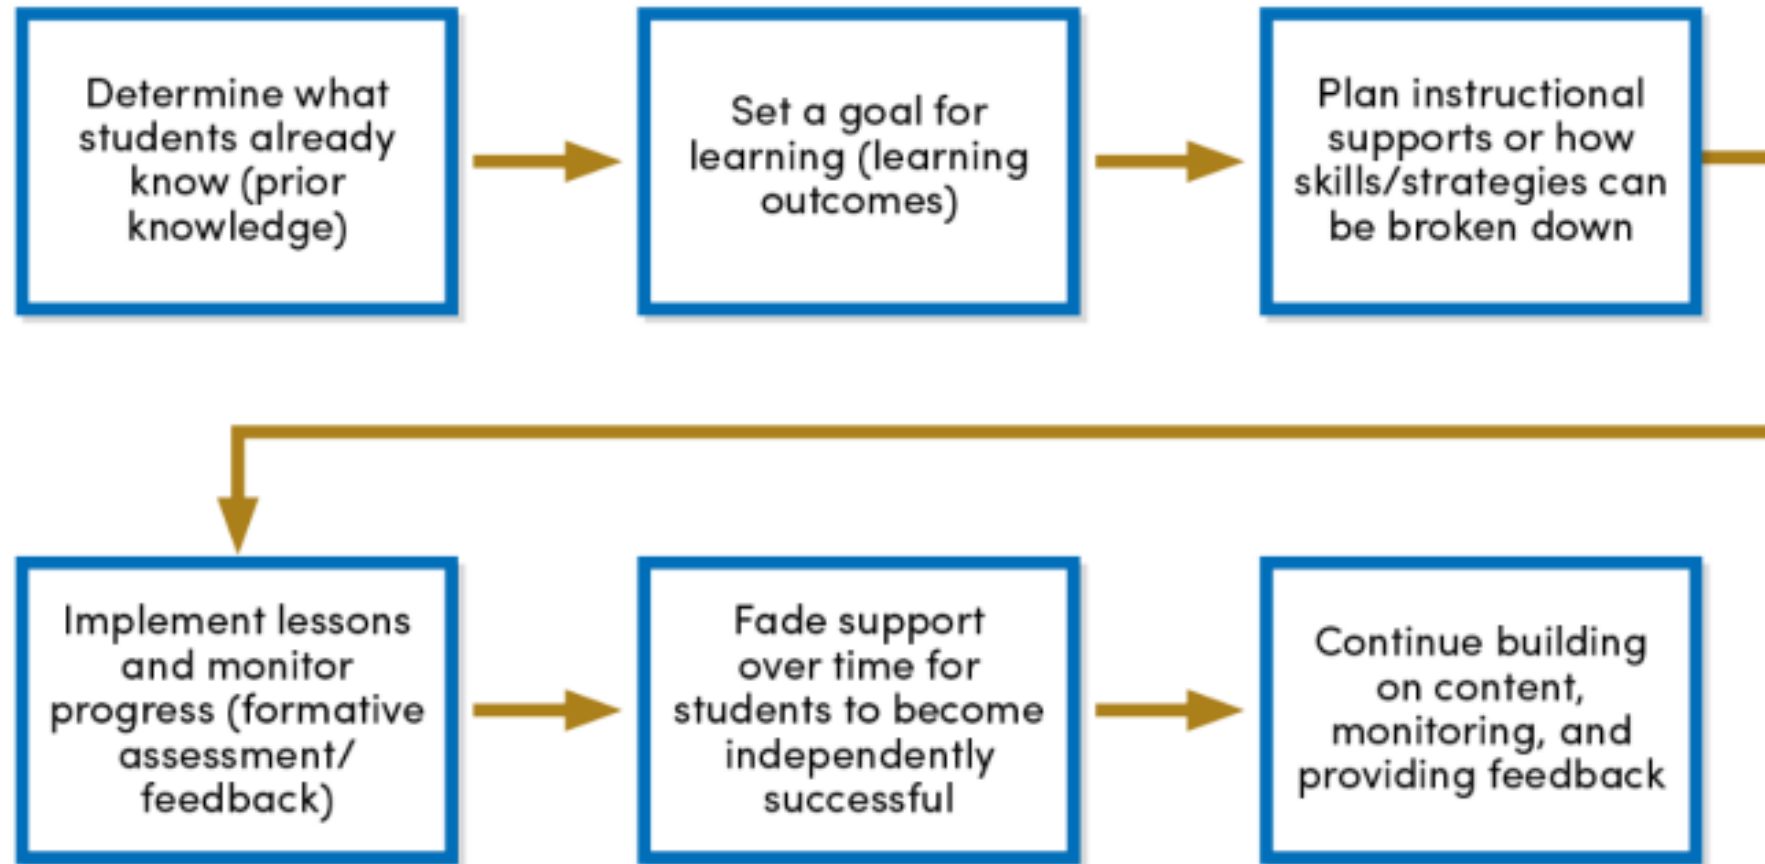 Determine what
students already
know (prior
knowledge)
Set a goal for
learning (learning
outcomes)
Plan instructional
supports or how
skills/strategies can
be broken down
Implement lessons
and monitor
progress (formative
assessment/
feedback)
Fade support
over time for
students to become
independently
successful
Continue building
on content,
monitoring, and
providing feedback